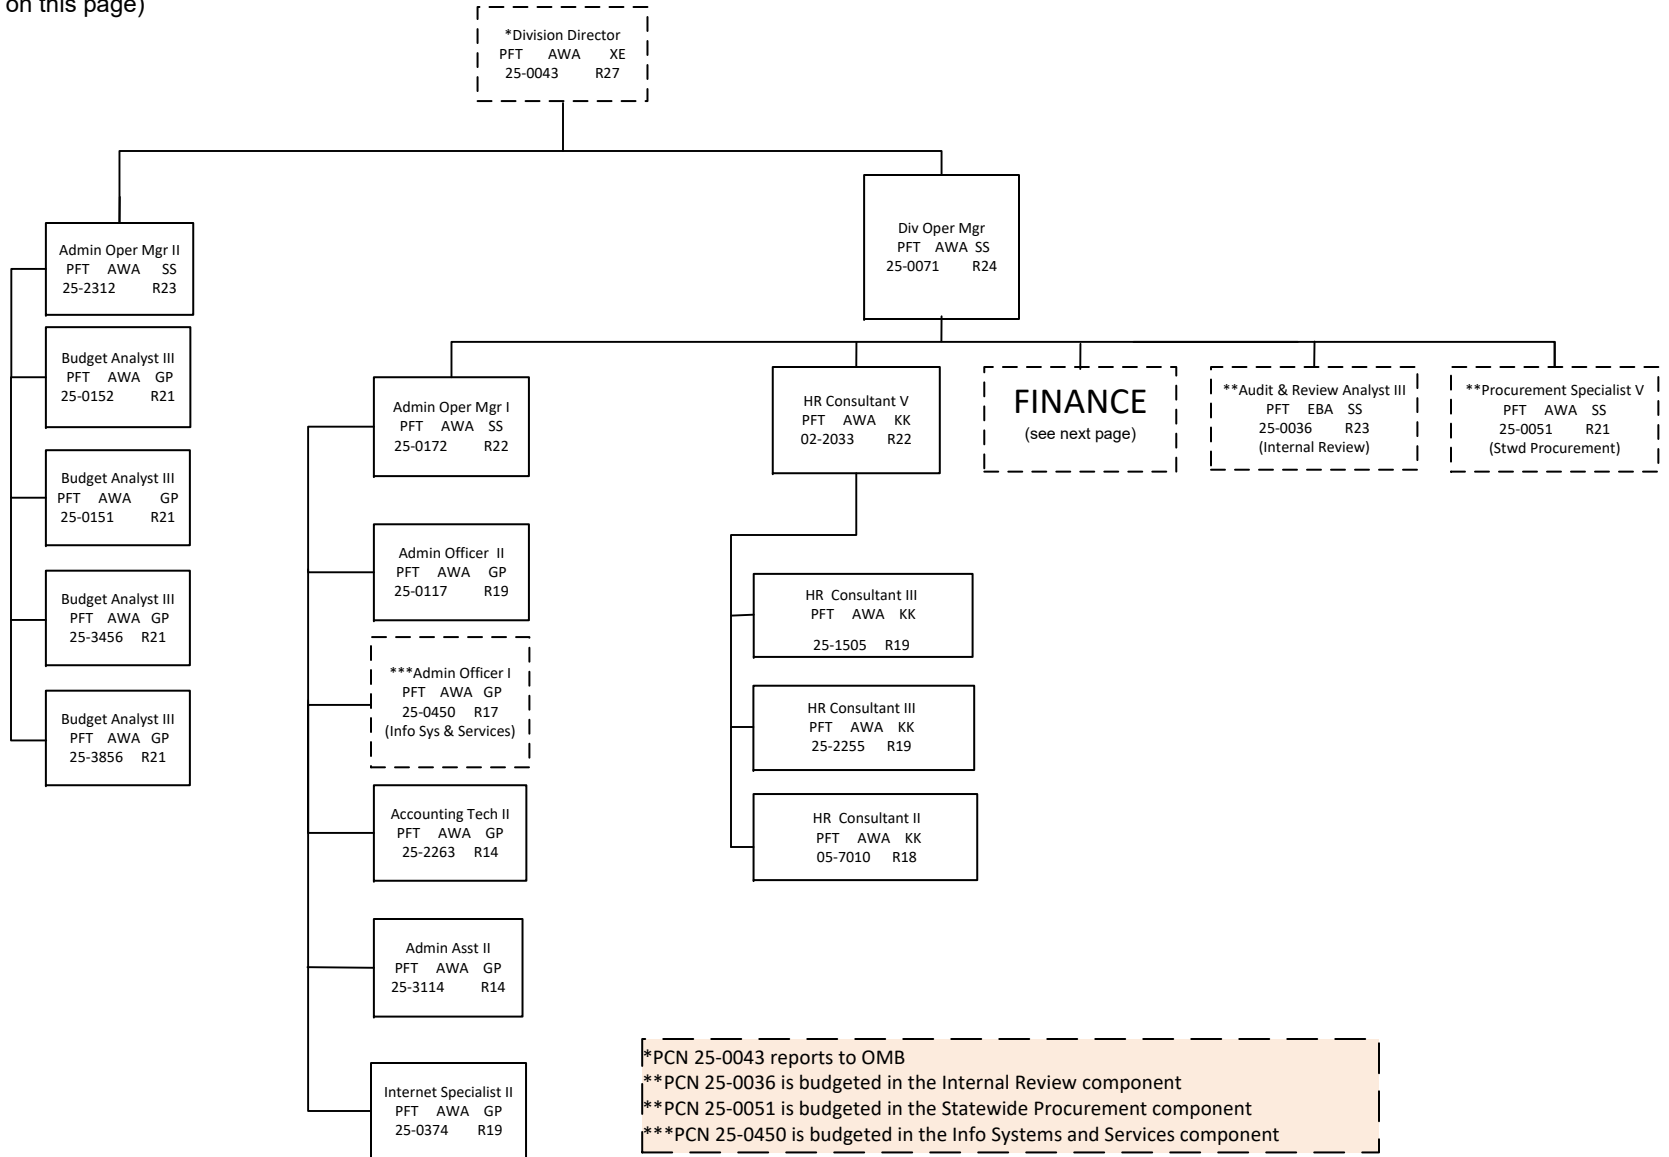 on this page)
*Division Director
PFT AWA XE
25-0043 R27
Admin Oper Mgr II
PFT AWA SS
25-2312 R23
Budget Analyst III
PFT AWA GP
25-0152 R21
Budget Analyst III
PFT AWA GP
25-0151 R21
Budget Analyst III
PFT AWA GP
25-3456 R21
Budget Analyst III
PFT AWA GP
25-3856 R21
Div Oper Mgr
PFT AWA SS
25-0071 R24
Admin Oper Mgr I
PFT AWA SS
25-0172 R22
Admin Officer II
PFT AWA GP
25-0117 R19
***Admin Officer I
PFT AWA GP
25-0450 R17
(Info Sys & Services)
Accounting Tech II
PFT AWA GP
25-2263 R14
Admin Asst II
PFT AWA GP
25-3114 R14
Internet Specialist II
PFT AWA GP
25-0374 R19
HR Consultant V
PFT AWA KK
02-2033 R22
HR Consultant III
PFT AWA KK
25-1505 R19
HR Consultant III
PFT AWA KK
25-2255 R19
HR Consultant II
PFT AWA KK
05-7010 R18
FINANCE
(see next page)
**Audit & Review Analyst III
PFT EBA SS
25-0036 R23
(Internal Review)
**Procurement Specialist V
PFT AWA SS
25-0051 R21
(Stwd Procurement)
*PCN 25-0043 reports to OMB
**PCN 25-0036 is budgeted in the Internal Review component
**PCN 25-0051 is budgeted in the Statewide Procurement component
***PCN 25-0450 is budgeted in the Info Systems and Services component